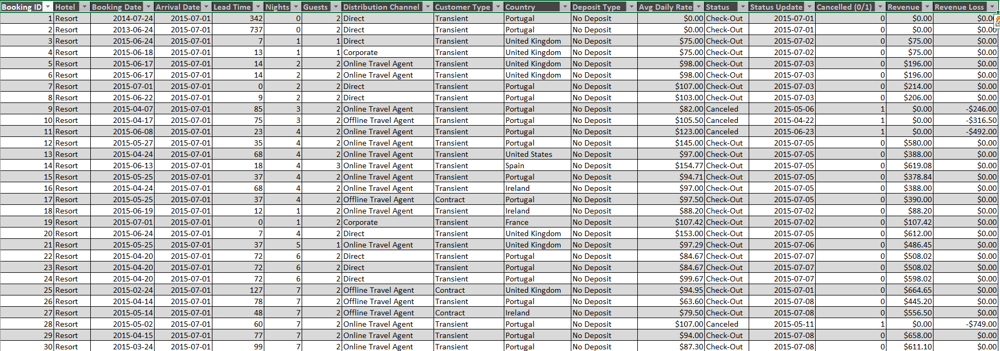 Booking ID Hotel Booking Date Arrival Date Lead Time Nights Guests Distribution Channel Customer Type Country Deposit Type Avg Daily Rate Status Status Update Cancelled (0/1) Revenue Revenue Loss
1 Resort 2014-07-24 2015-07-01 342 0 2 Direct Transient Portugal No Deposit $0.00 Check-Out 2015-07-01 0 $0.00 $0.00
2 Resort 2013-06-24 2015-07-01 737 0 2 Direct Transient Portugal No Deposit $0.00 Check-Out 2015-07-01 0 $0.00 $0.00
3 Resort 2015-06-24 2015-07-01 7 1 1 Direct Transient United Kingdom No Deposit $75.00 Check-Out 2015-07-02 0 $75.00 $0.00
4 Resort 2015-06-18 2015-07-01 13 1 1 Corporate Transient United Kingdom No Deposit $75.00 Check-Out 2015-07-02 0 $75.00 $0.00
5 Resort 2015-06-17 2015-07-01 14 2 2 Online Travel Agent Transient United Kingdom No Deposit $98.00 Check-Out 2015-07-03 0 $196.00 $0.00
6 Resort 2015-06-17 2015-07-01 14 2 2 Online Travel Agent Transient United Kingdom No Deposit $98.00 Check-Out 2015-07-03 0 $196.00 $0.00
7 Resort 2015-07-01 2015-07-01 0 2 2 Direct Transient Portugal No Deposit $107.00 Check-Out 2015-07-03 0 $214.00 $0.00
8 Resort 2015-06-22 2015-07-01 9 2 2 Direct Transient Portugal No Deposit $103.00 Check-Out 2015-07-03 0 $206.00 $0.00
9 Resort 2015-04-07 2015-07-01 85 3 2 Online Travel Agent Transient Portugal No Deposit $82.00 Canceled 2015-05-06 1 $0.00 -$246.00
10 Resort 2015-04-17 2015-07-01 75 3 2 Offline Travel Agent Transient Portugal No Deposit $105.50 Canceled 2015-04-22 1 $0.00 -$316.50
11 Resort 2015-06-08 2015-07-01 23 4 2 Online Travel Agent Transient Portugal No Deposit $123.00 Canceled 2015-06-23 1 $0.00 -$492.00
12 Resort 2015-05-27 2015-07-01 35 4 2 Online Travel Agent Transient Portugal No Deposit $145.00 Check-Out 2015-07-05 0 $580.00 $0.00
13 Resort 2015-04-24 2015-07-01 68 4 2 Online Travel Agent Transient United States No Deposit $97.00 Check-Out 2015-07-05 0 $388.00 $0.00
14 Resort 2015-06-13 2015-07-01 18 4 3 Online Travel Agent Transient Spain No Deposit $154.77 Check-Out 2015-07-05 0 $619.08 $0.00
15 Resort 2015-05-25 2015-07-01 37 4 2 Online Travel Agent Transient Portugal No Deposit $94.71 Check-Out 2015-07-05 0 $378.84 $0.00
16 Resort 2015-04-24 2015-07-01 68 4 2 Online Travel Agent Transient Ireland No Deposit $97.00 Check-Out 2015-07-05 0 $388.00 $0.00
17 Resort 2015-05-25 2015-07-01 37 4 2 Offline Travel Agent Contract Portugal No Deposit $97.50 Check-Out 2015-07-05 0 $390.00 $0.00
18 Resort 2015-06-19 2015-07-01 12 1 2 Online Travel Agent Transient Ireland No Deposit $88.20 Check-Out 2015-07-02 0 $88.20 $0.00
19 Resort 2015-07-01 2015-07-01 0 1 2 Corporate Transient France No Deposit $107.42 Check-Out 2015-07-02 0 $107.42 $0.00
20 Resort 2015-06-24 2015-07-01 7 4 2 Direct Transient United Kingdom No Deposit $153.00 Check-Out 2015-07-05 0 $612.00 $0.00
21 Resort 2015-05-25 2015-07-01 37 5 1 Online Travel Agent Transient United Kingdom No Deposit $97.29 Check-Out 2015-07-06 0 $486.45 $0.00
22 Resort 2015-04-20 2015-07-01 72 6 2 Direct Transient Portugal No Deposit $84.67 Check-Out 2015-07-07 0 $508.02 $0.00
23 Resort 2015-04-20 2015-07-01 72 6 2 Direct Transient Portugal No Deposit $84.67 Check-Out 2015-07-07 0 $508.02 $0.00
24 Resort 2015-04-20 2015-07-01 72 6 2 Direct Transient Portugal No Deposit $99.67 Check-Out 2015-07-07 0 $598.02 $0.00
25 Resort 2015-02-24 2015-07-01 127 7 2 Offline Travel Agent Contract United Kingdom No Deposit $94.95 Check-Out 2015-07-01 0 $664.65 $0.00
26 Resort 2015-04-14 2015-07-01 78 7 2 Offline Travel Agent Transient Portugal No Deposit $63.60 Check-Out 2015-07-08 0 $445.20 $0.00
27 Resort 2015-05-14 2015-07-01 48 7 2 Offline Travel Agent Contract Ireland No Deposit $79.50 Check-Out 2015-07-08 0 $556.50 $0.00
28 Resort 2015-05-02 2015-07-01 60 7 2 Online Travel Agent Transient Portugal No Deposit $107.00 Canceled 2015-05-11 1 $0.00 -$749.00
29 Resort 2015-04-15 2015-07-01 77 7 2 Online Travel Agent Transient Portugal No Deposit $94.00 Check-Out 2015-07-08 0 $658.00 $0.00
30 Resort 2015-03-24 2015-07-01 99 7 2 Online Travel Agent Transient Portugal No Deposit $87.30 Check-Out 2015-07-08 0 $611.10 $0.00